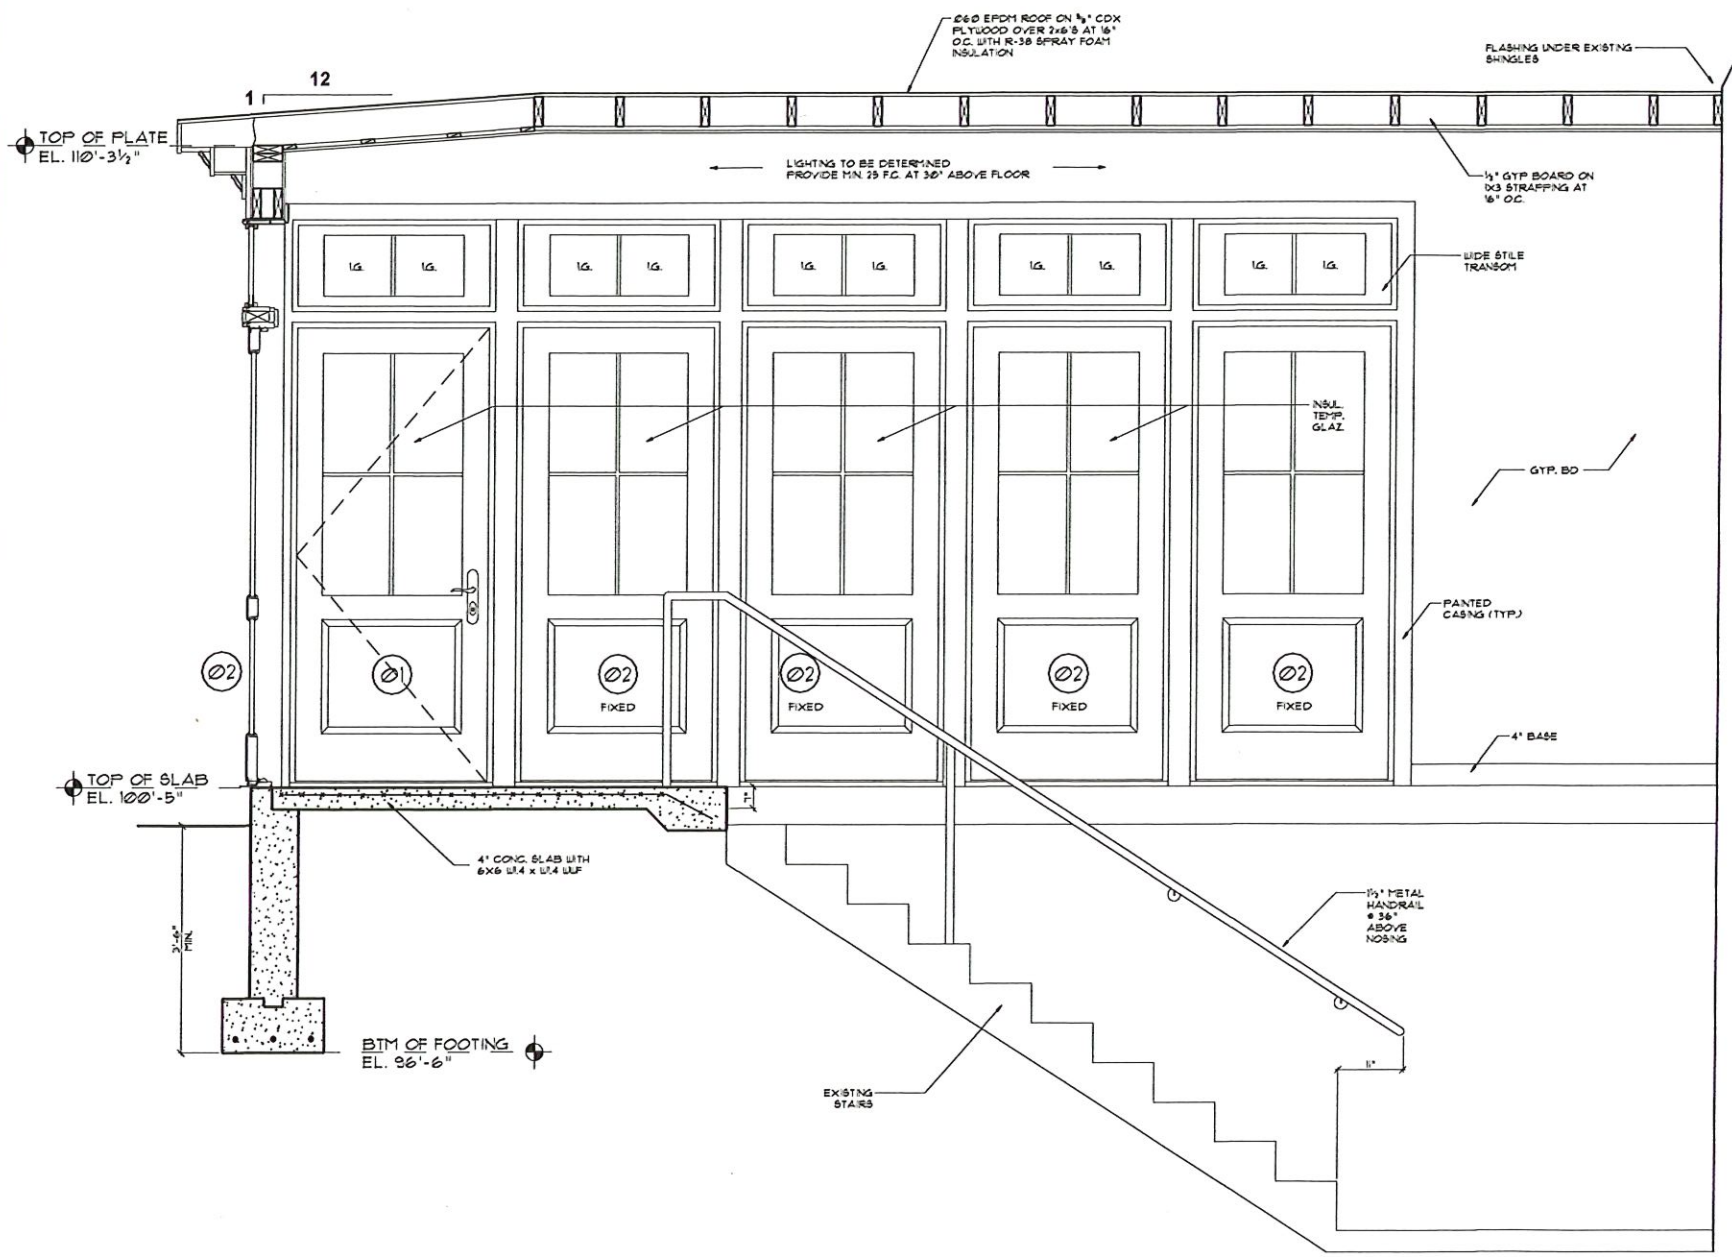 .060 EPDM ROOF ON 5/8" CDX
PLYWOOD OVER 2x6'S AT 16"
O.C. WITH R-38 SPRAY FOAM
INSULATION
FLASHING UNDER EXISTING
SHINGLES
12
1
TOP OF PLATE
EL. 110'-3½"
LIGHTING TO BE DETERMINED
PROVIDE MIN. 25 F.C. AT 30" ABOVE FLOOR
½" GYP BOARD ON
1X3 STRAPPING AT
16" O.C.
I.G. I.G. I.G. I.G. I.G. I.G. I.G. I.G. I.G. I.G.
WIDE STILE
TRANSOM
INSUL.
TEMP.
GLAZ.
GYP. BD
PAINTED
CASING (TYP.)
02
01
02
FIXED
02
FIXED
02
FIXED
02
FIXED
4" BASE
TOP OF SLAB
EL. 100'-5"
4" CONC. SLAB WITH
6X6 W1.4 x W1.4 WWF
3'-6"
MIN.
1½" METAL
HANDRAIL
@ 36"
ABOVE
NOSING
BTM OF FOOTING
EL. 96'-6"
11"
EXISTING
STAIRS